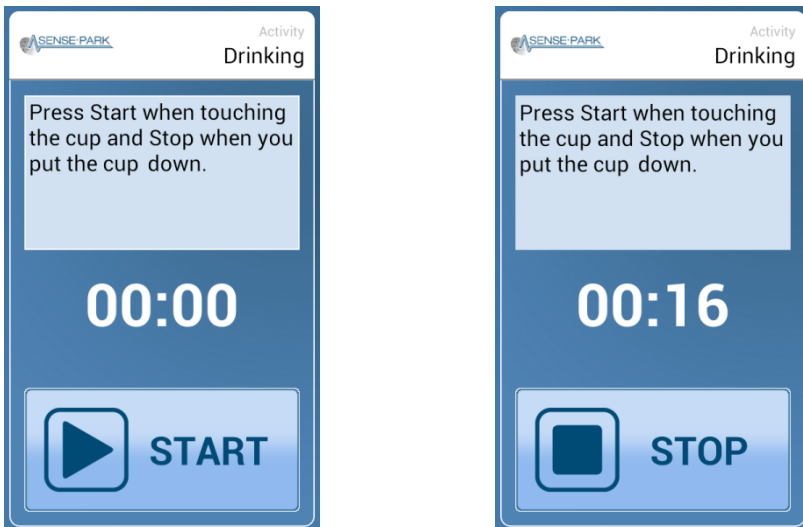 SENSE-PARK
Activity
Drinking
Press Start when touching
the cup and Stop when you
put the cup down.
00:00
START
SENSE-PARK
Activity
Drinking
Press Start when touching
the cup and Stop when you
put the cup down.
00:16
STOP